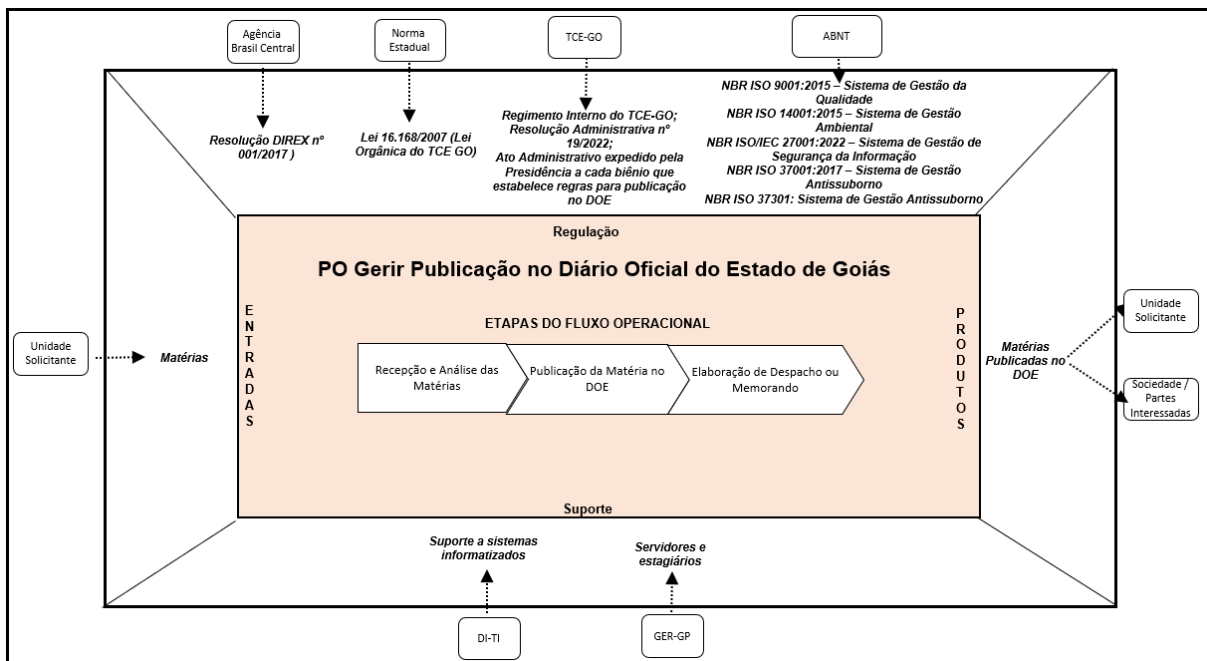 Agência
Brasil Central
Norma
Estadual
TCE-GO
ABNT
Resolução DIREX nº
001/2017 )
Lei 16.168/2007 (Lei
Orgânica do TCE GO)
Regimento Interno do TCE-GO;
Resolução Administrativa nº
19/2022;
Ato Administrativo expedido pela
Presidência a cada biênio que
estabelece regras para publicação
no DOE
NBR ISO 9001:2015 – Sistema de Gestão da
Qualidade
NBR ISO 14001:2015 – Sistema de Gestão
Ambiental
NBR ISO/IEC 27001:2022 – Sistema de Gestão de
Segurança da Informação
NBR ISO 37001:2017 – Sistema de Gestão
Antissuborno
NBR ISO 37301: Sistema de Gestão Antissuborno
Regulação
PO Gerir Publicação no Diário Oficial do Estado de Goiás
ENTRADAS
ETAPAS DO FLUXO OPERACIONAL
PRODUTOS
Unidade
Solicitante
Matérias
Recepção e Análise das
Matérias
Publicação da Matéria no
DOE
Elaboração de Despacho ou
Memorando
Matérias
Publicadas no
DOE
Unidade
Solicitante
Sociedade /
Partes
Interessadas
Suporte
Suporte a sistemas
informatizados
Servidores e
estagiários
DI-TI
GER-GP